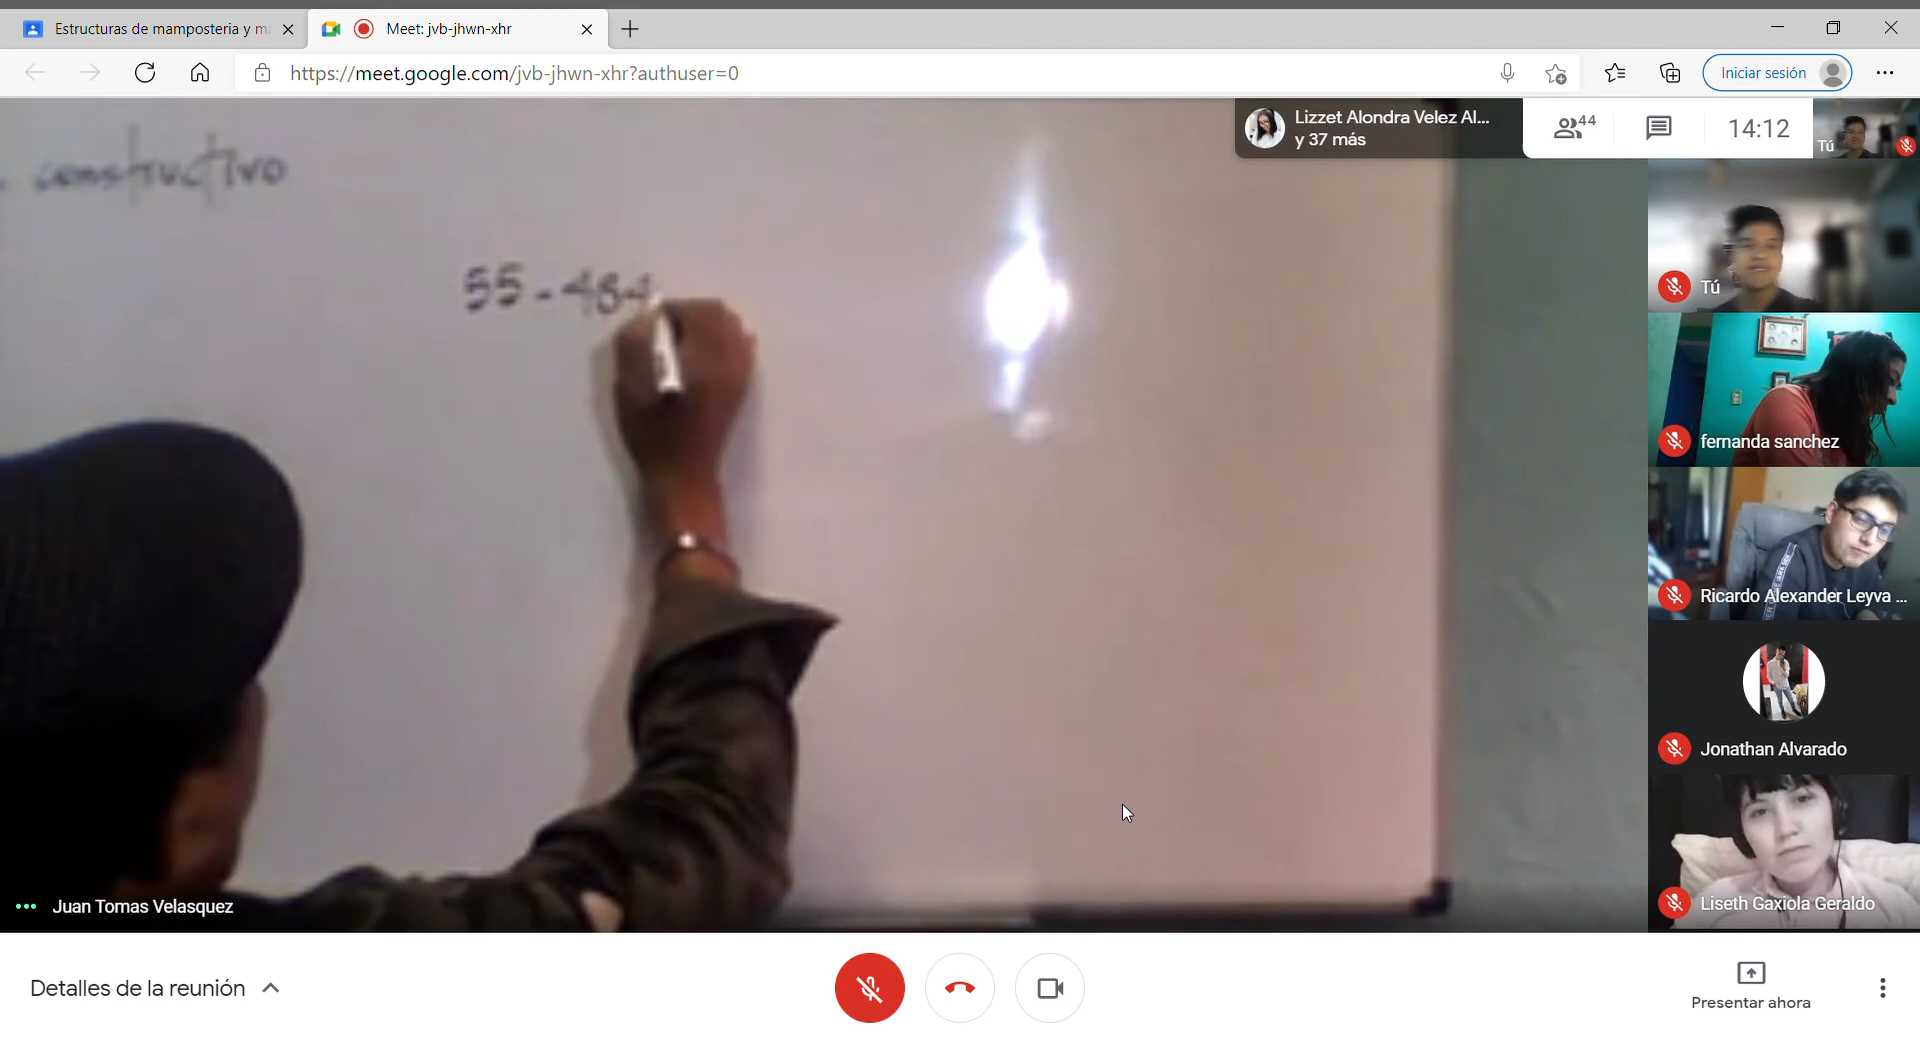 Estructuras de mamposteria y m
Meet: jvb-jhwn-xhr
https://meet.google.com/jvb-jhwn-xhr?authuser=0
Iniciar sesión
Lizzet Alondra Velez Al...
y 37 más
44
14:12
Tú
constructivo
55-484
Tú
fernanda sanchez
Ricardo Alexander Leyva ...
Jonathan Alvarado
Liseth Gaxiola Geraldo
Juan Tomas Velasquez
Detalles de la reunión
Presentar ahora